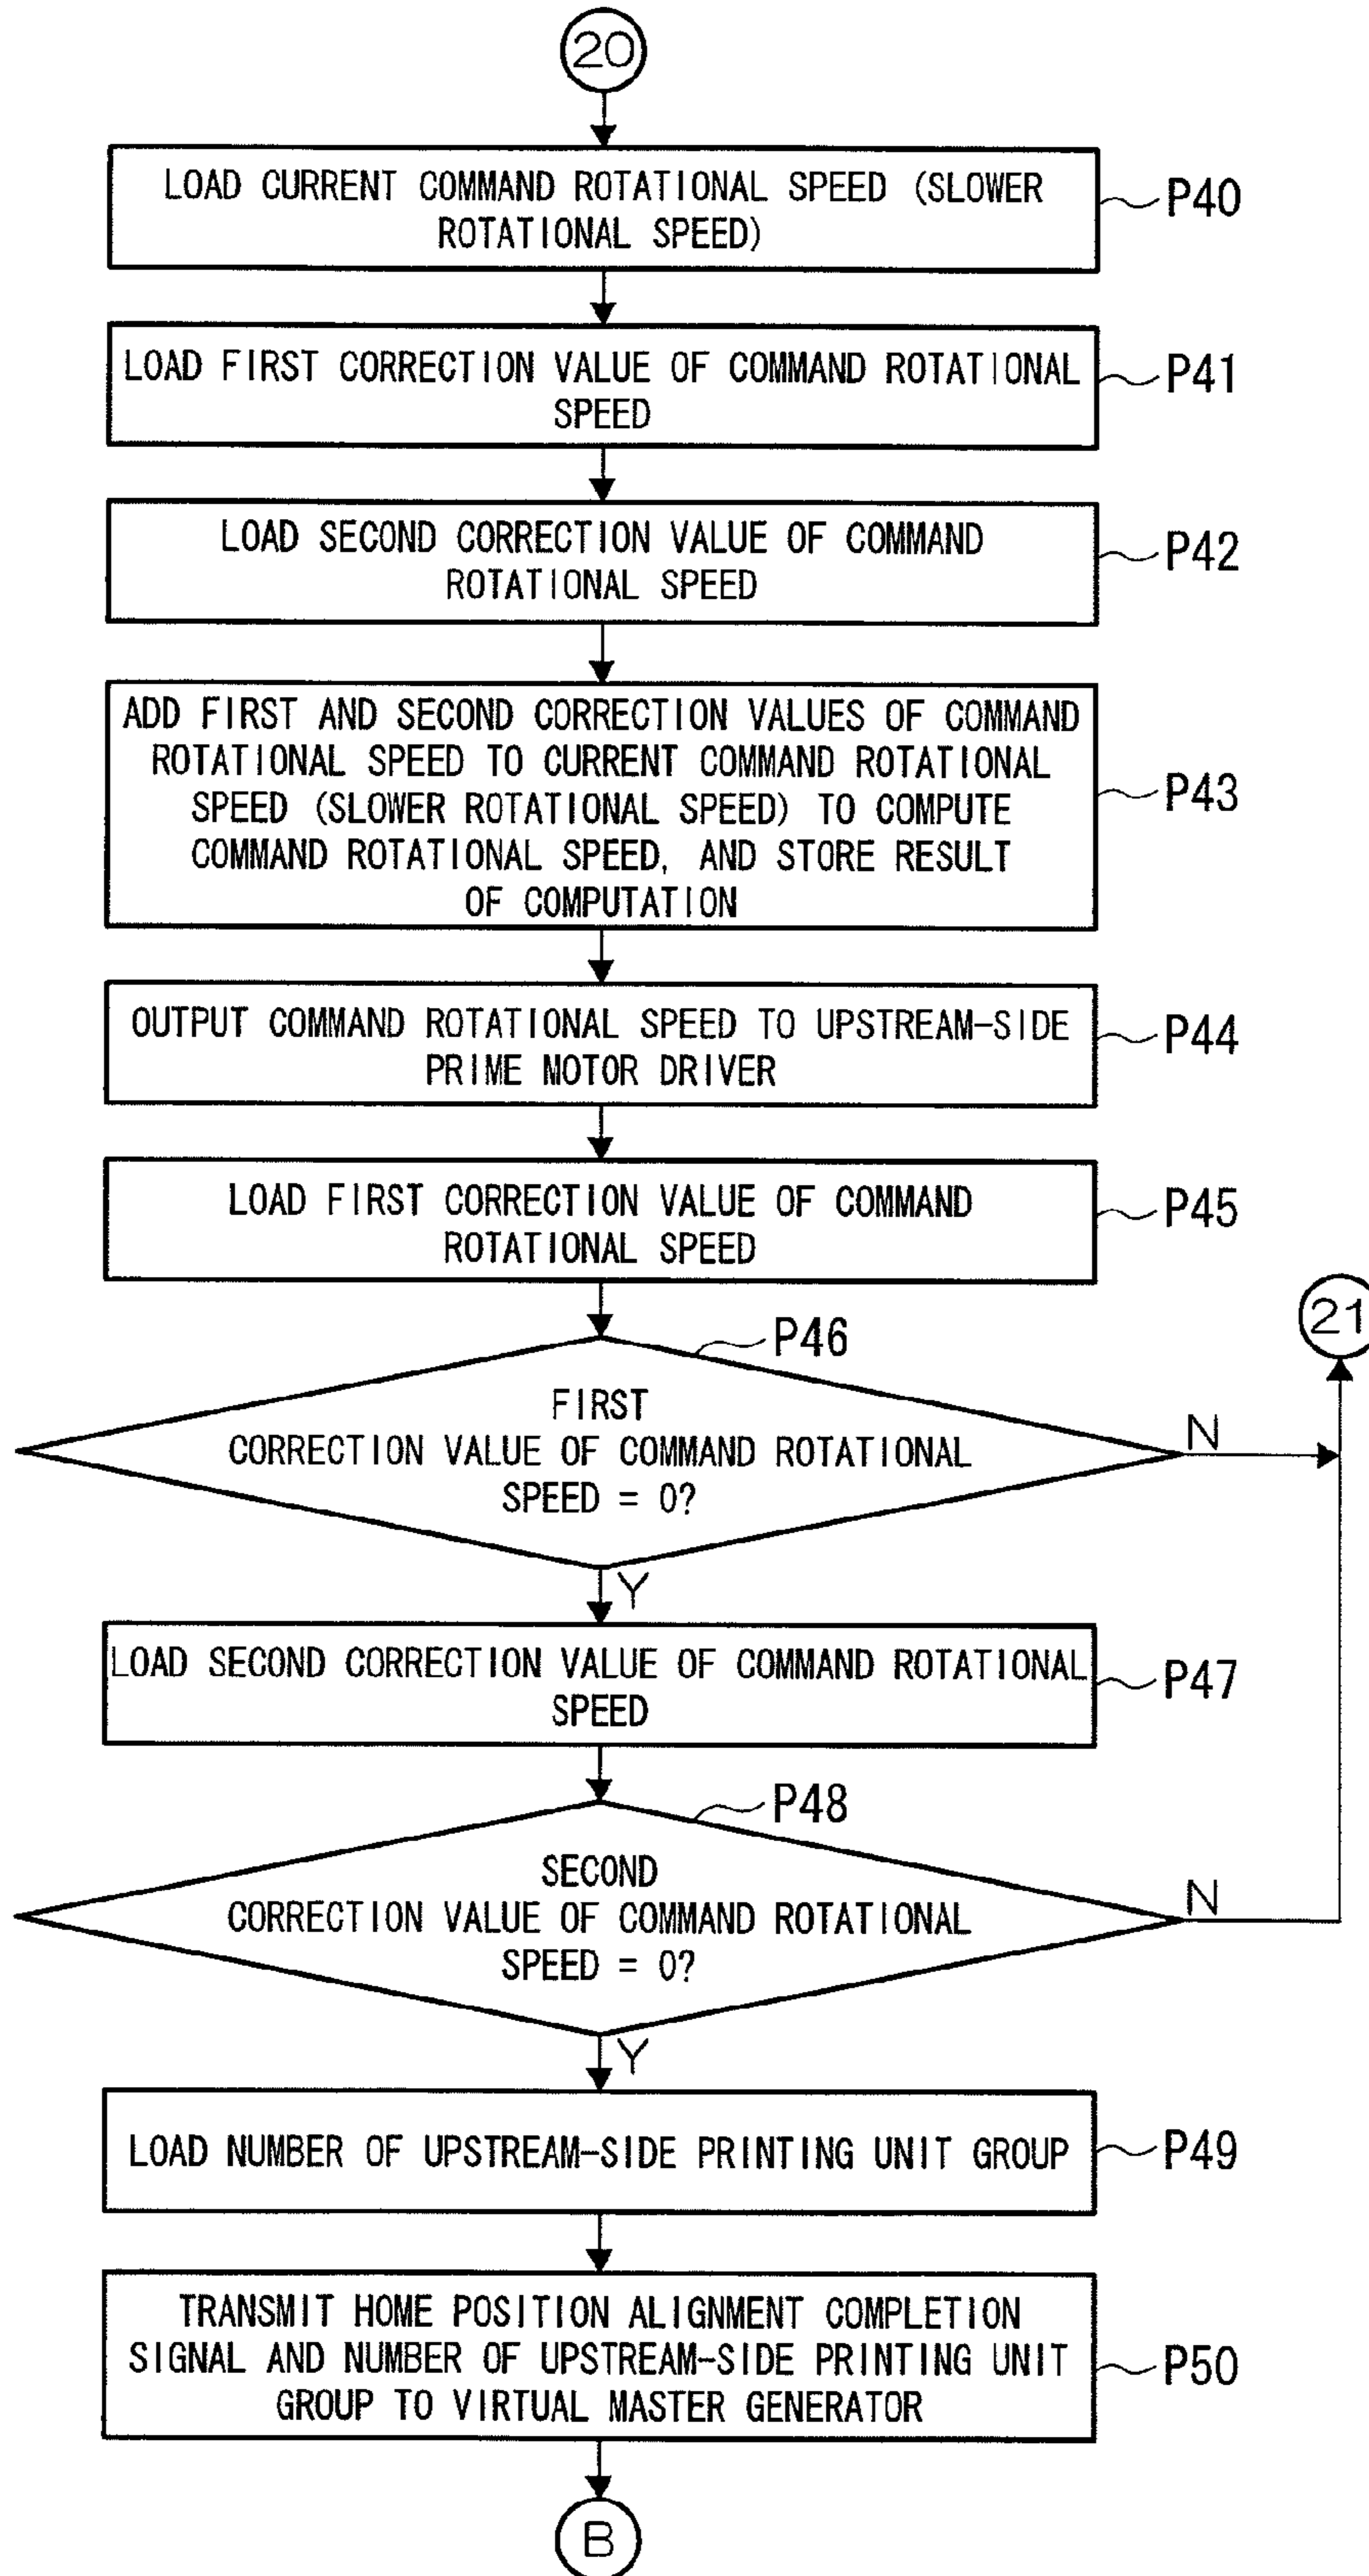 20
LOAD CURRENT COMMAND ROTATIONAL SPEED (SLOWER
ROTATIONAL SPEED)
P40
LOAD FIRST CORRECTION VALUE OF COMMAND ROTATIONAL
SPEED
P41
LOAD SECOND CORRECTION VALUE OF COMMAND
ROTATIONAL SPEED
P42
ADD FIRST AND SECOND CORRECTION VALUES OF COMMAND
ROTATIONAL SPEED TO CURRENT COMMAND ROTATIONAL
SPEED (SLOWER ROTATIONAL SPEED) TO COMPUTE
COMMAND ROTATIONAL SPEED, AND STORE RESULT
OF COMPUTATION
P43
OUTPUT COMMAND ROTATIONAL SPEED TO UPSTREAM-SIDE
PRIME MOTOR DRIVER
P44
LOAD FIRST CORRECTION VALUE OF COMMAND
ROTATIONAL SPEED
P45
21
P46
FIRST
CORRECTION VALUE OF COMMAND ROTATIONAL
SPEED = 0?
N
Y
LOAD SECOND CORRECTION VALUE OF COMMAND ROTATIONAL
SPEED
P47
P48
SECOND
CORRECTION VALUE OF COMMAND ROTATIONAL
SPEED = 0?
N
Y
LOAD NUMBER OF UPSTREAM-SIDE PRINTING UNIT GROUP
P49
TRANSMIT HOME POSITION ALIGNMENT COMPLETION
SIGNAL AND NUMBER OF UPSTREAM-SIDE PRINTING UNIT
GROUP TO VIRTUAL MASTER GENERATOR
P50
B